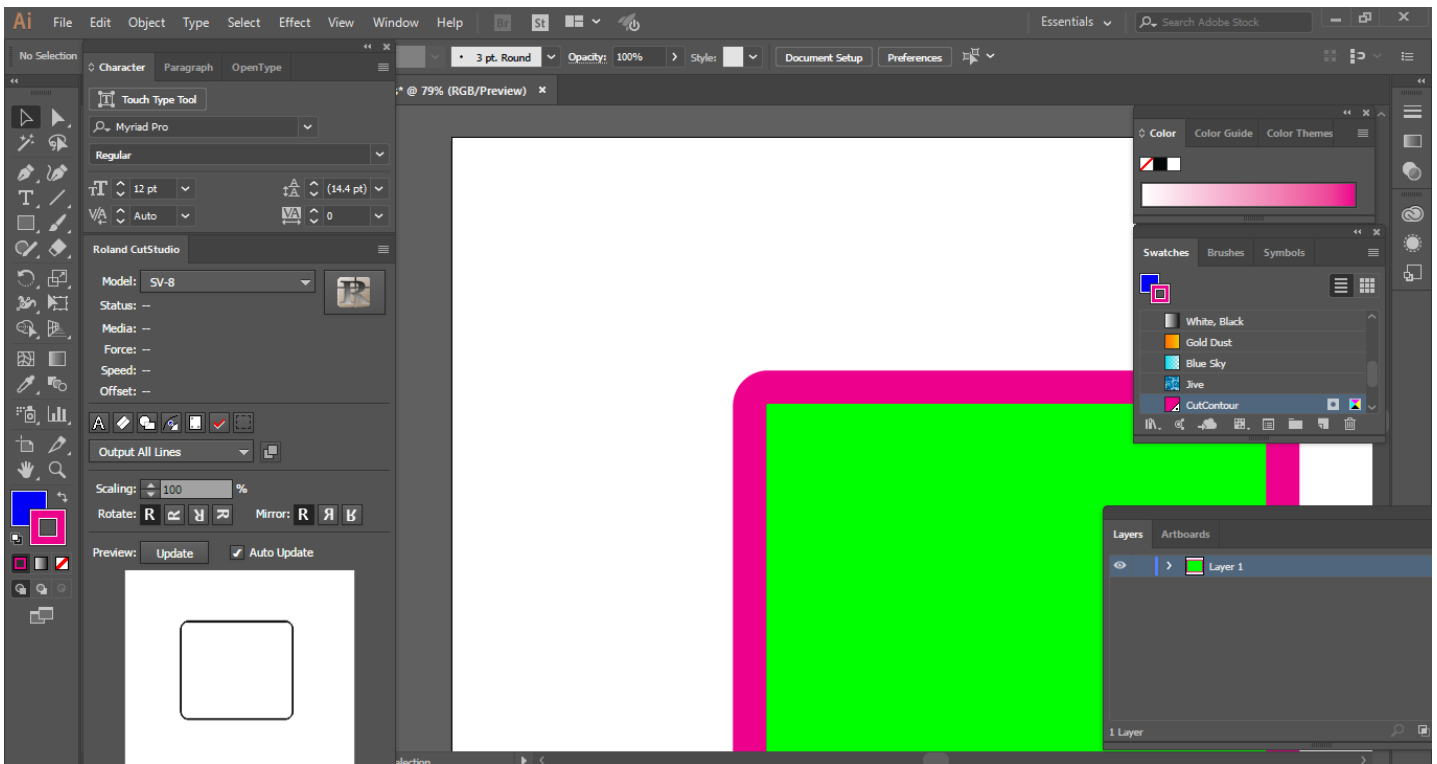 Ai File Edit Object Type Select Effect View Window Help Br St Essentials Search Adobe Stock
No Selection 3 pt. Round Opacity: 100% Style: Document Setup Preferences
Character Paragraph OpenType
* @ 79% (RGB/Preview) ×
Touch Type Tool
Myriad Pro
Regular
12 pt (14.4 pt)
Auto 0
Roland CutStudio
Model: SV-8
Status: --
Media: --
Force: --
Speed: --
Offset: --
Output All Lines
Scaling: 100 %
Rotate: R R R R Mirror: R R R
Preview: Update Auto Update
Color Color Guide Color Themes
Swatches Brushes Symbols
White, Black
Gold Dust
Blue Sky
Jive
CutContour
Layers Artboards
Layer 1
1 Layer